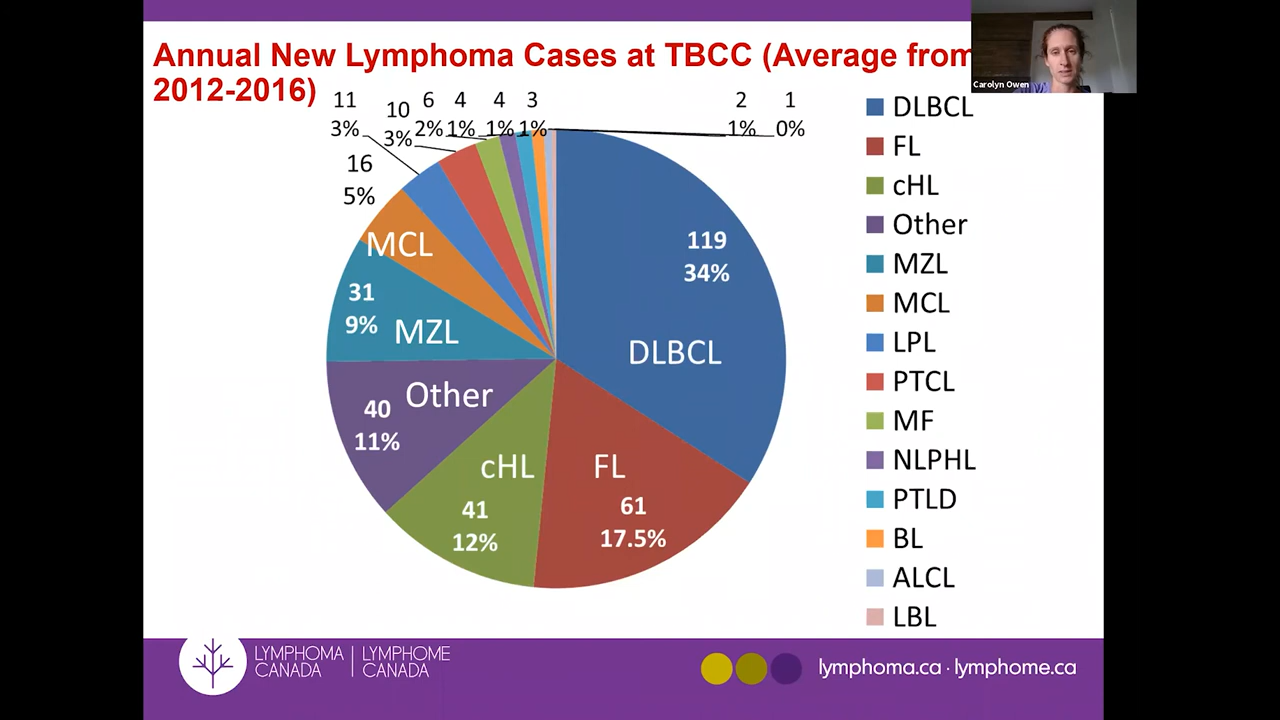 Annual New Lymphoma Cases at TBCC (Average from
2012-2016)
Carolyn Owen
11
3%
10
3%
6
2%
4
1%
4
1%
3
1%
2
1%
1
0%
16
5%
MCL
31
9%
MZL
Other
40
11%
cHL
41
12%
FL
61
17.5%
119
34%
DLBCL
DLBCL
FL
cHL
Other
MZL
MCL
LPL
PTCL
MF
NLPHL
PTLD
BL
ALCL
LBL
LYMPHOMA CANADA
LYMPHOME CANADA
lymphoma.ca · lymphome.ca